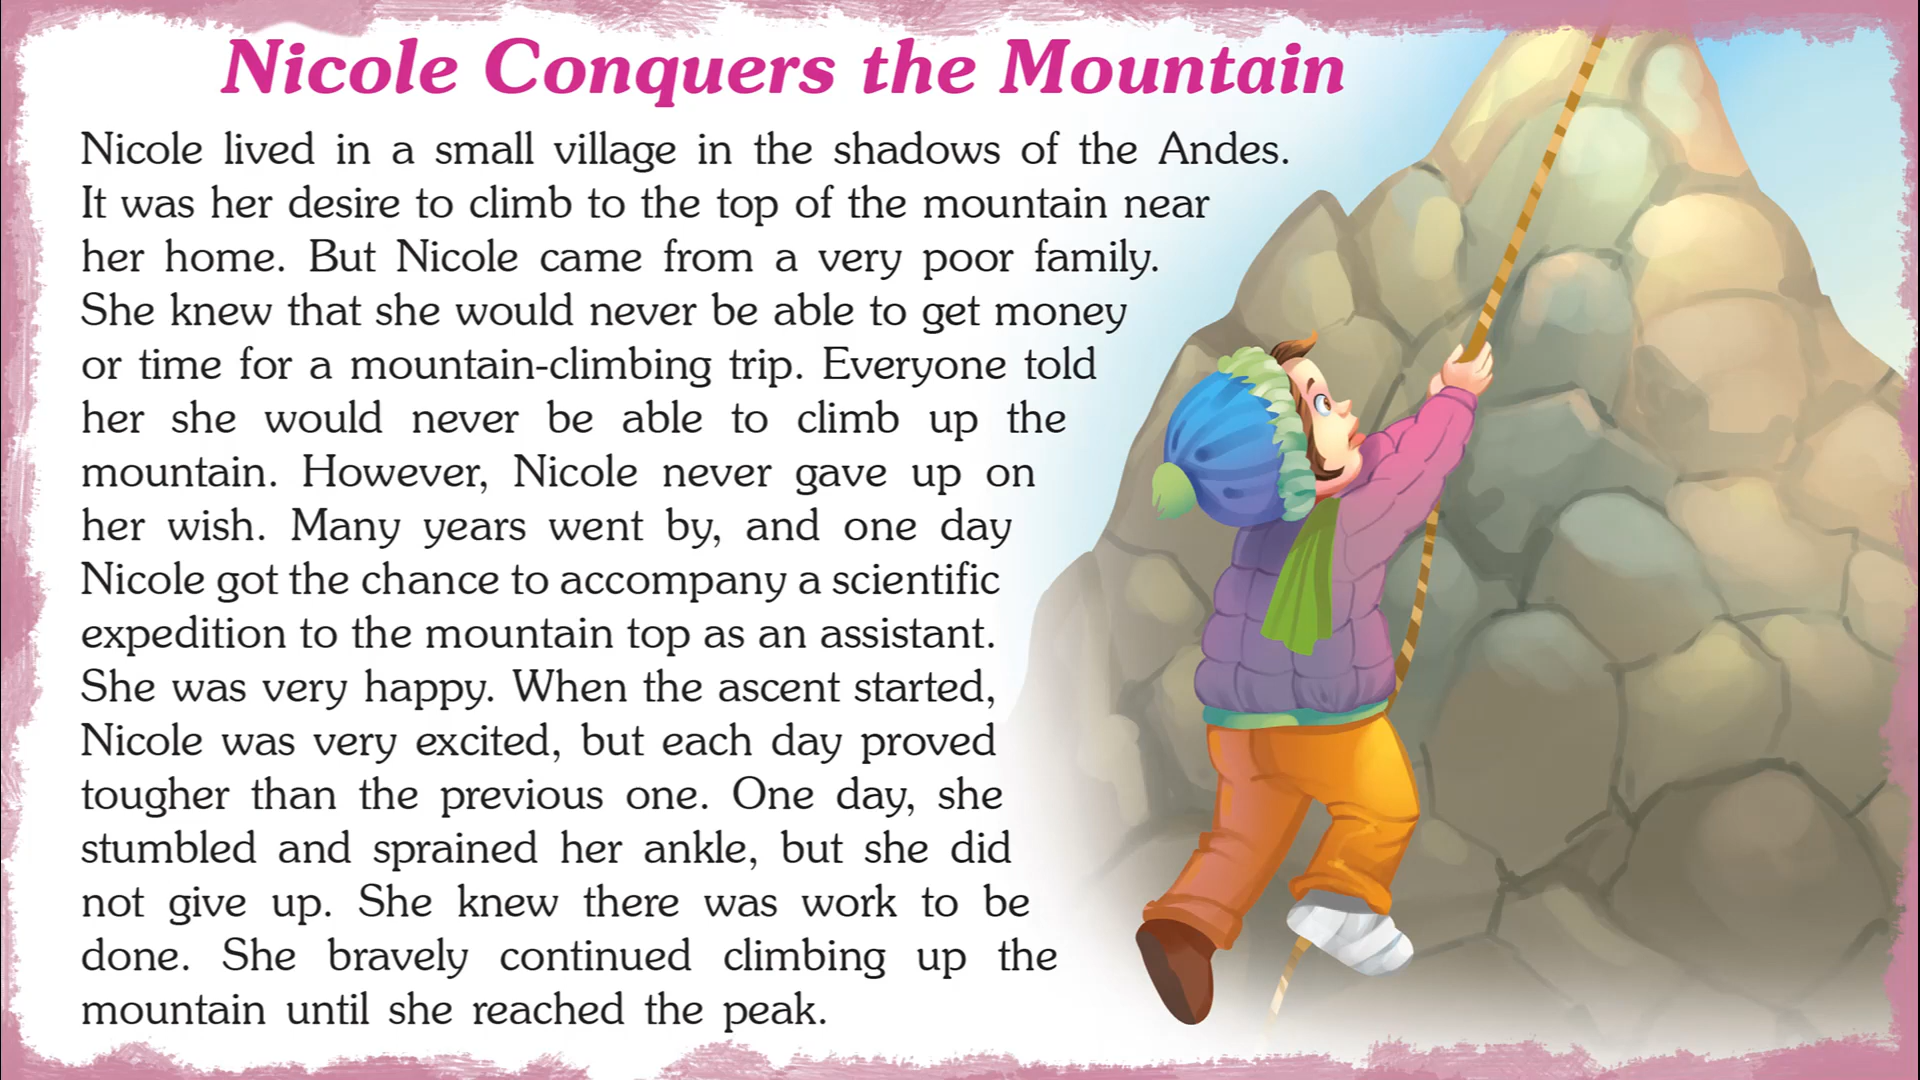 Nicole Conquers the Mountain
Nicole lived in a small village in the shadows of the Andes.
It was her desire to climb to the top of the mountain near
her home. But Nicole came from a very poor family.
She knew that she would never be able to get money
or time for a mountain-climbing trip. Everyone told
her she would never be able to climb up the
mountain. However, Nicole never gave up on
her wish. Many years went by, and one day
Nicole got the chance to accompany a scientific
expedition to the mountain top as an assistant.
She was very happy. When the ascent started,
Nicole was very excited, but each day proved
tougher than the previous one. One day, she
stumbled and sprained her ankle, but she did
not give up. She knew there was work to be
done. She bravely continued climbing up the
mountain until she reached the peak.